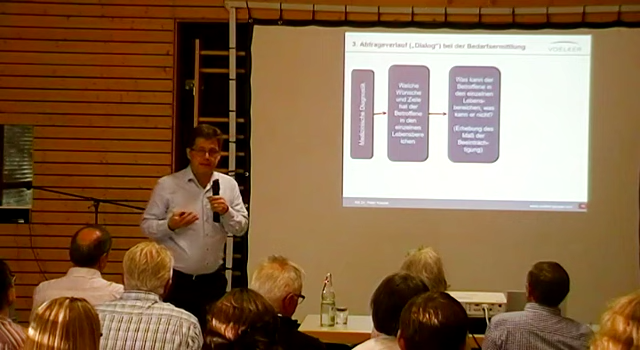 3. Abfrageverlauf („Dialog“) bei der Bedarfsermittlung
VOELKER
Medizinische Diagnostik
Welche
Wünsche
und Ziele
hat der
Betroffene
in den
einzelnen
Lebensbere
ichen
Was kann der
Betroffene in
den einzelnen
Lebens-
bereichen, was
kann er nicht?
(Erhebung des
Maß der
Beeinträch-
tigung)